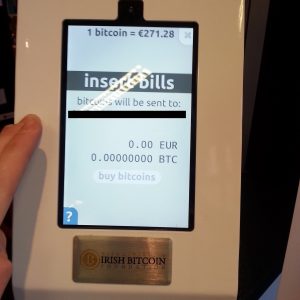 1 bitcoin = €271.28
insert bills
bitcoins will be sent to:
0.00 EUR
0.00000000 BTC
buy bitcoins
?
IRISH BITCOIN
FOUNDATION